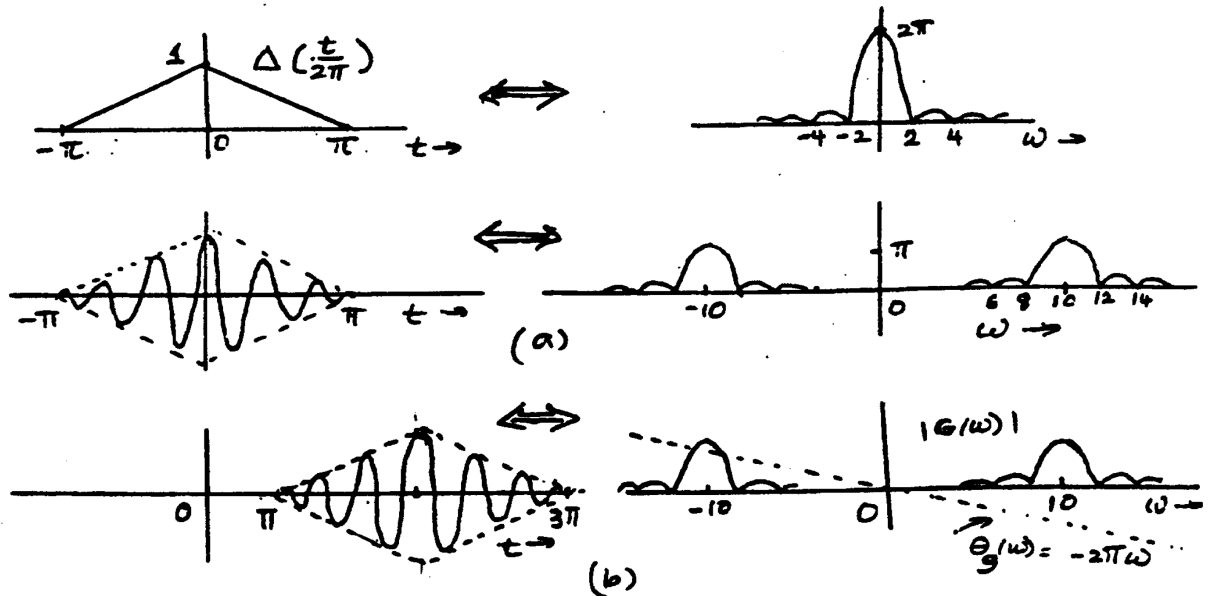 1 Δ(t/2π) 2π
-π 0 π t → -4 -2 2 4 ω →
π
-π π t → -10 0 6 8 10 12 14
(a) ω →
|G(ω)|
0 π 3π -10 0 10 ω →
t → θg(ω) = -2πω
(b)